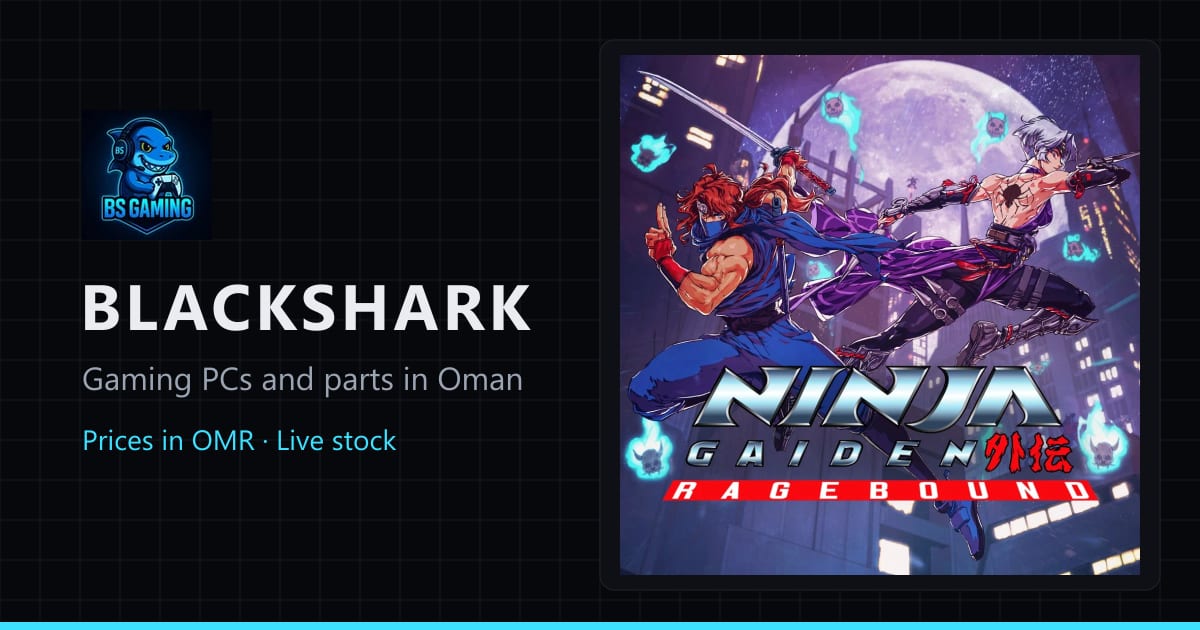 BS
BS GAMING
BLACKSHARK
Gaming PCs and parts in Oman
Prices in OMR · Live stock
NINJA
GAIDEN外伝
RAGEBOUND